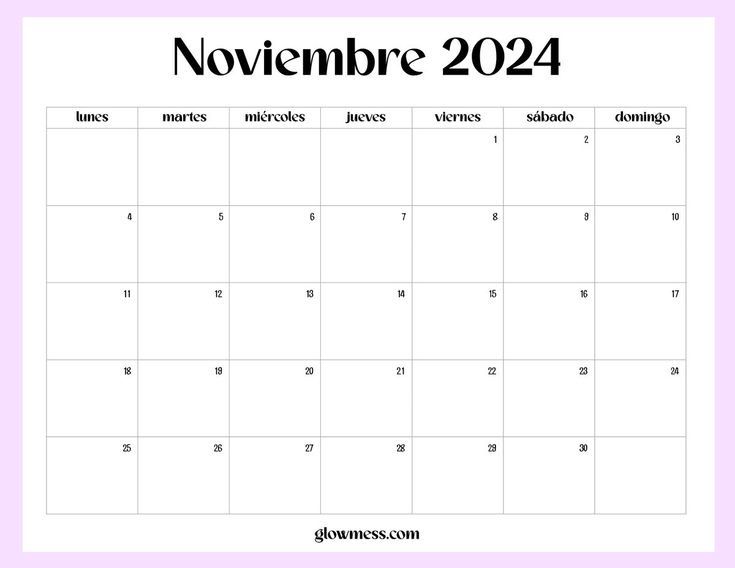 Noviembre 2024
lunes martes miércoles jueves viernes sábado domingo
1 2 3
4 5 6 7 8 9 10
11 12 13 14 15 16 17
18 19 20 21 22 23 24
25 26 27 28 29 30
glowmess.com